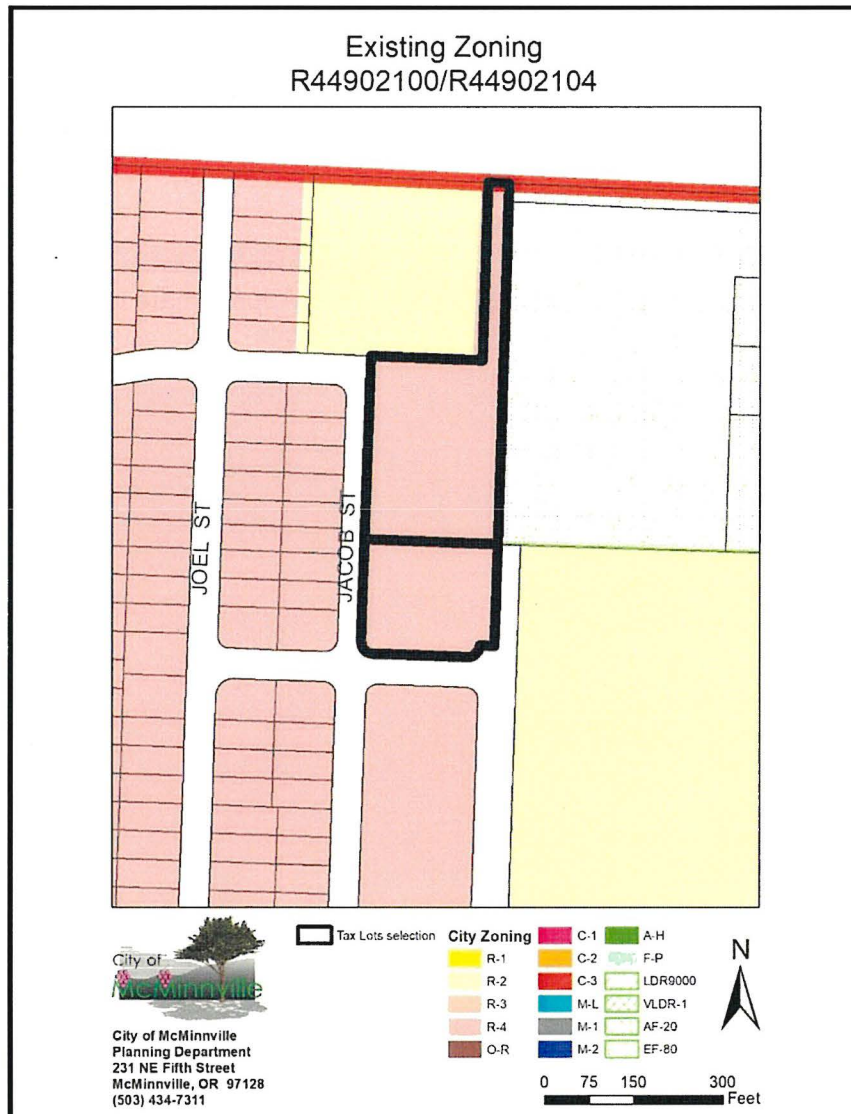 Existing Zoning
R44902100/R44902104
JOEL ST
JACOB ST
City of
McMinnville
City of McMinnville
Planning Department
231 NE Fifth Street
McMinnville, OR 97128
(503) 434-7311
Tax Lots selection
City Zoning
R-1
R-2
R-3
R-4
O-R
C-1
C-2
C-3
M-L
M-1
M-2
A-H
F-P
LDR9000
VLDR-1
AF-20
EF-80
N
0 75 150 300
Feet